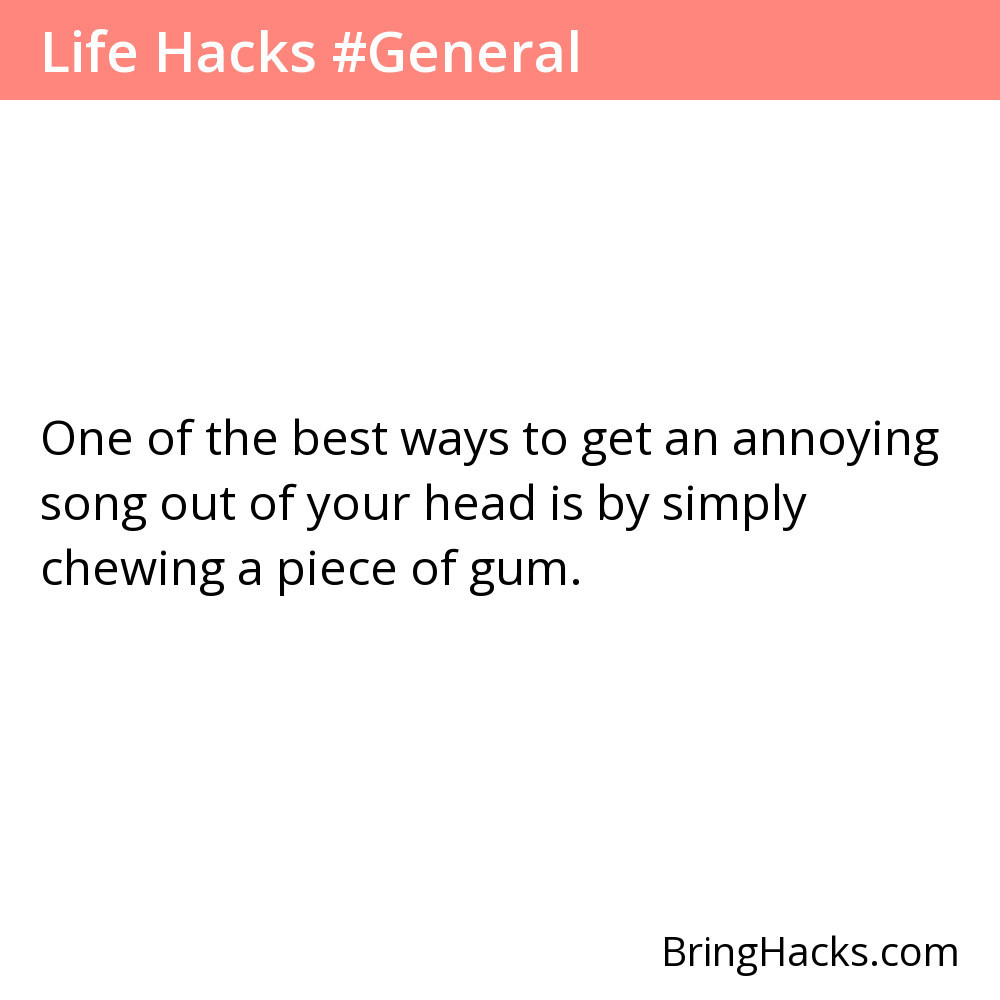 Life Hacks #General
One of the best ways to get an annoying
song out of your head is by simply
chewing a piece of gum.
BringHacks.com